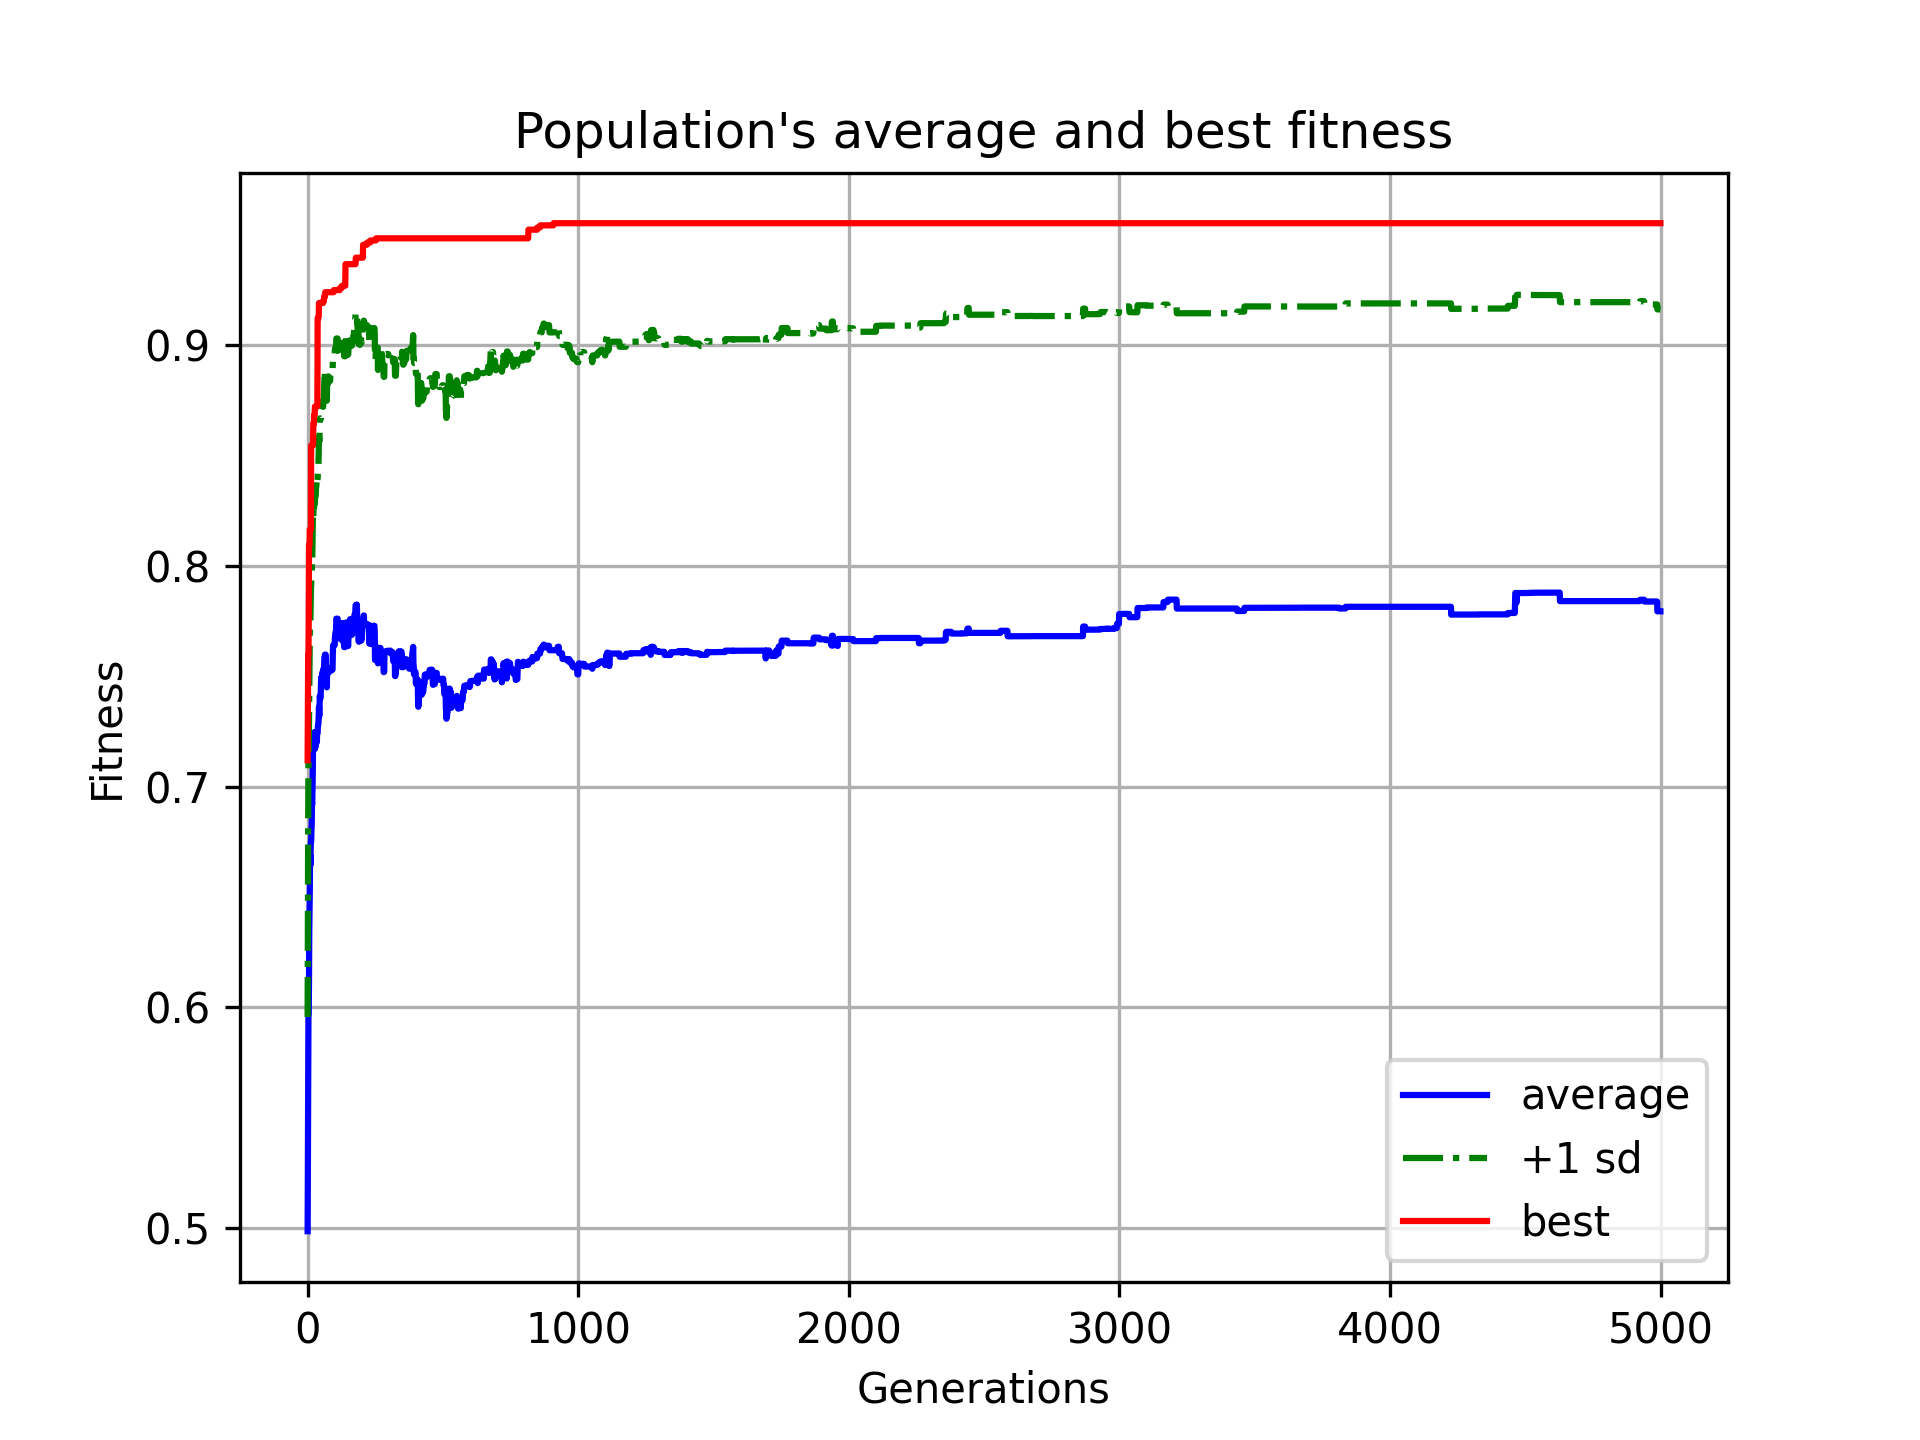 Population's average and best fitness
Fitness
0.9
0.8
0.7
0.6
0.5
0 1000 2000 3000 4000 5000
Generations
average
+1 sd
best